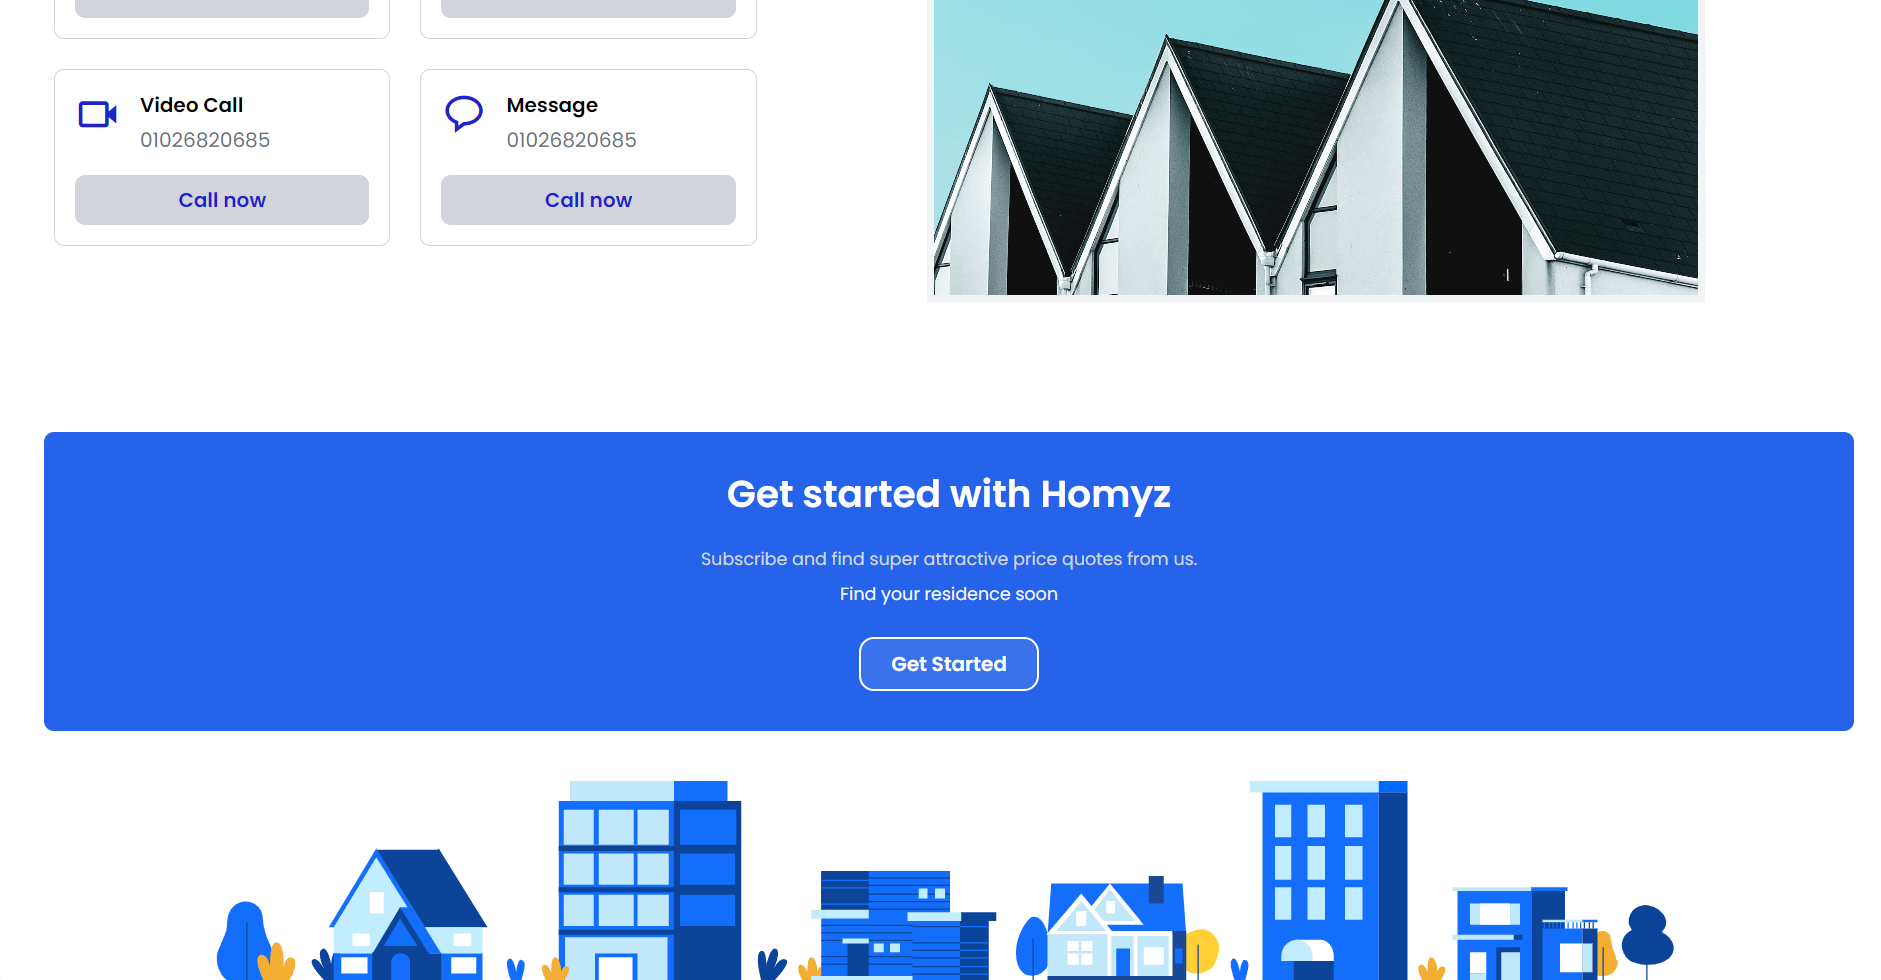 Video Call
01026820685
Call now
Message
01026820685
Call now
Get started with Homyz
Subscribe and find super attractive price quotes from us.
Find your residence soon
Get Started